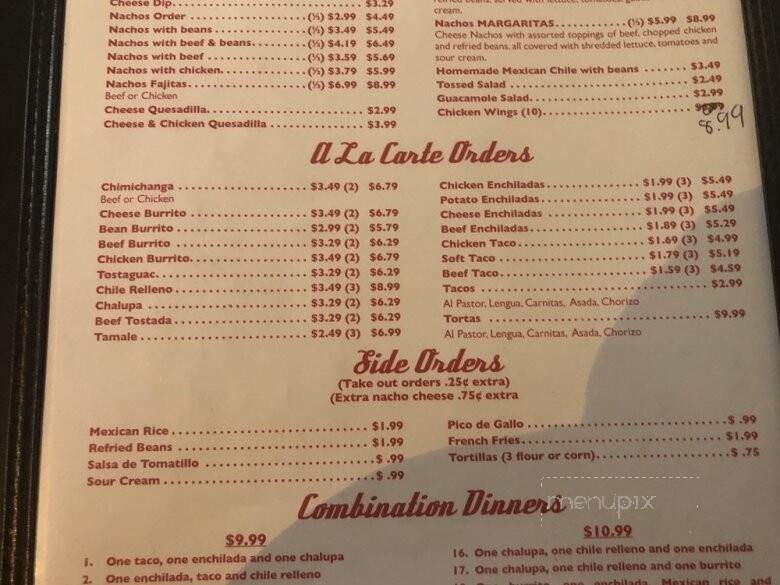 Cheese Dip................................$3.29
Nachos Order ....................(½) $2.99 $4.49
Nachos with beans ...............(½) $3.49 $5.49
Nachos with beef & beans........(½) $4.19 $6.49
Nachos with beef ................(½) $3.59 $5.69
Nachos with chicken..............(½) $3.79 $5.99
Nachos Fajitas....................(½) $6.99 $8.99
Beef or Chicken
Cheese Quesadilla...........................$2.99
Cheese & Chicken Quesadilla ................$3.99
refried beans, served with lettuce, tomatoes,
cream.
Nachos MARGARITAS............(½) $5.99 $8.99
Cheese Nachos with assorted toppings of beef, chopped chicken
and refried beans, all covered with shredded lettuce, tomatoes and
sour cream.
Homemade Mexican Chile with beans .......$3.49
Tossed Salad ................................$2.49
Guacamole Salad.............................$2.99
Chicken Wings (10)..........................
8.99
A La Carte Orders
Chimichanga .....................$3.49 (2) $6.79
Beef or Chicken
Cheese Burrito ..................$3.49 (2) $6.79
Bean Burrito ....................$2.99 (2) $5.79
Beef Burrito ....................$3.29 (2) $6.29
Chicken Burrito..................$3.49 (2) $6.79
Tostaguac........................$3.29 (2) $6.29
Chile Relleno ...................$3.49 (3) $8.99
Chalupa .........................$3.29 (2) $6.29
Beef Tostada ....................$3.29 (2) $6.29
Tamale ..........................$2.49 (3) $6.99
Chicken Enchiladas...............$1.99 (3) $5.49
Potato Enchiladas................$1.99 (3) $5.49
Cheese Enchiladas ...............$1.99 (3) $5.49
Beef Enchiladas..................$1.89 (3) $5.29
Chicken Taco.....................$1.69 (3) $4.99
Soft Taco .......................$1.79 (3) $5.19
Beef Taco........................$1.59 (3) $4.59
Tacos .......................................$2.99
Al Pastor, Lengua, Carnitas, Asada, Chorizo
Tortas ......................................$9.99
Al Pastor, Lengua, Carnitas, Asada, Chorizo
Side Orders
(Take out orders .25¢ extra)
(Extra nacho cheese .75¢ extra
Mexican Rice ................................$1.99
Refried Beans ...............................$1.99
Salsa de Tomatillo ..........................$ .99
Sour Cream ..................................$ .99
Pico de Gallo ...............................$ .99
French Fries.................................$1.99
Tortillas (3 flour or corn)..................$ .75
Combination Dinners
menupix
$9.99
1. One taco, one enchilada and one chalupa
2. One enchilada, taco and chile relleno
$10.99
16. One chalupa, one chile relleno and one enchilada
17. One chalupa, one chile relleno and one burrito
one burrito, one enchilada, Mexican rice and